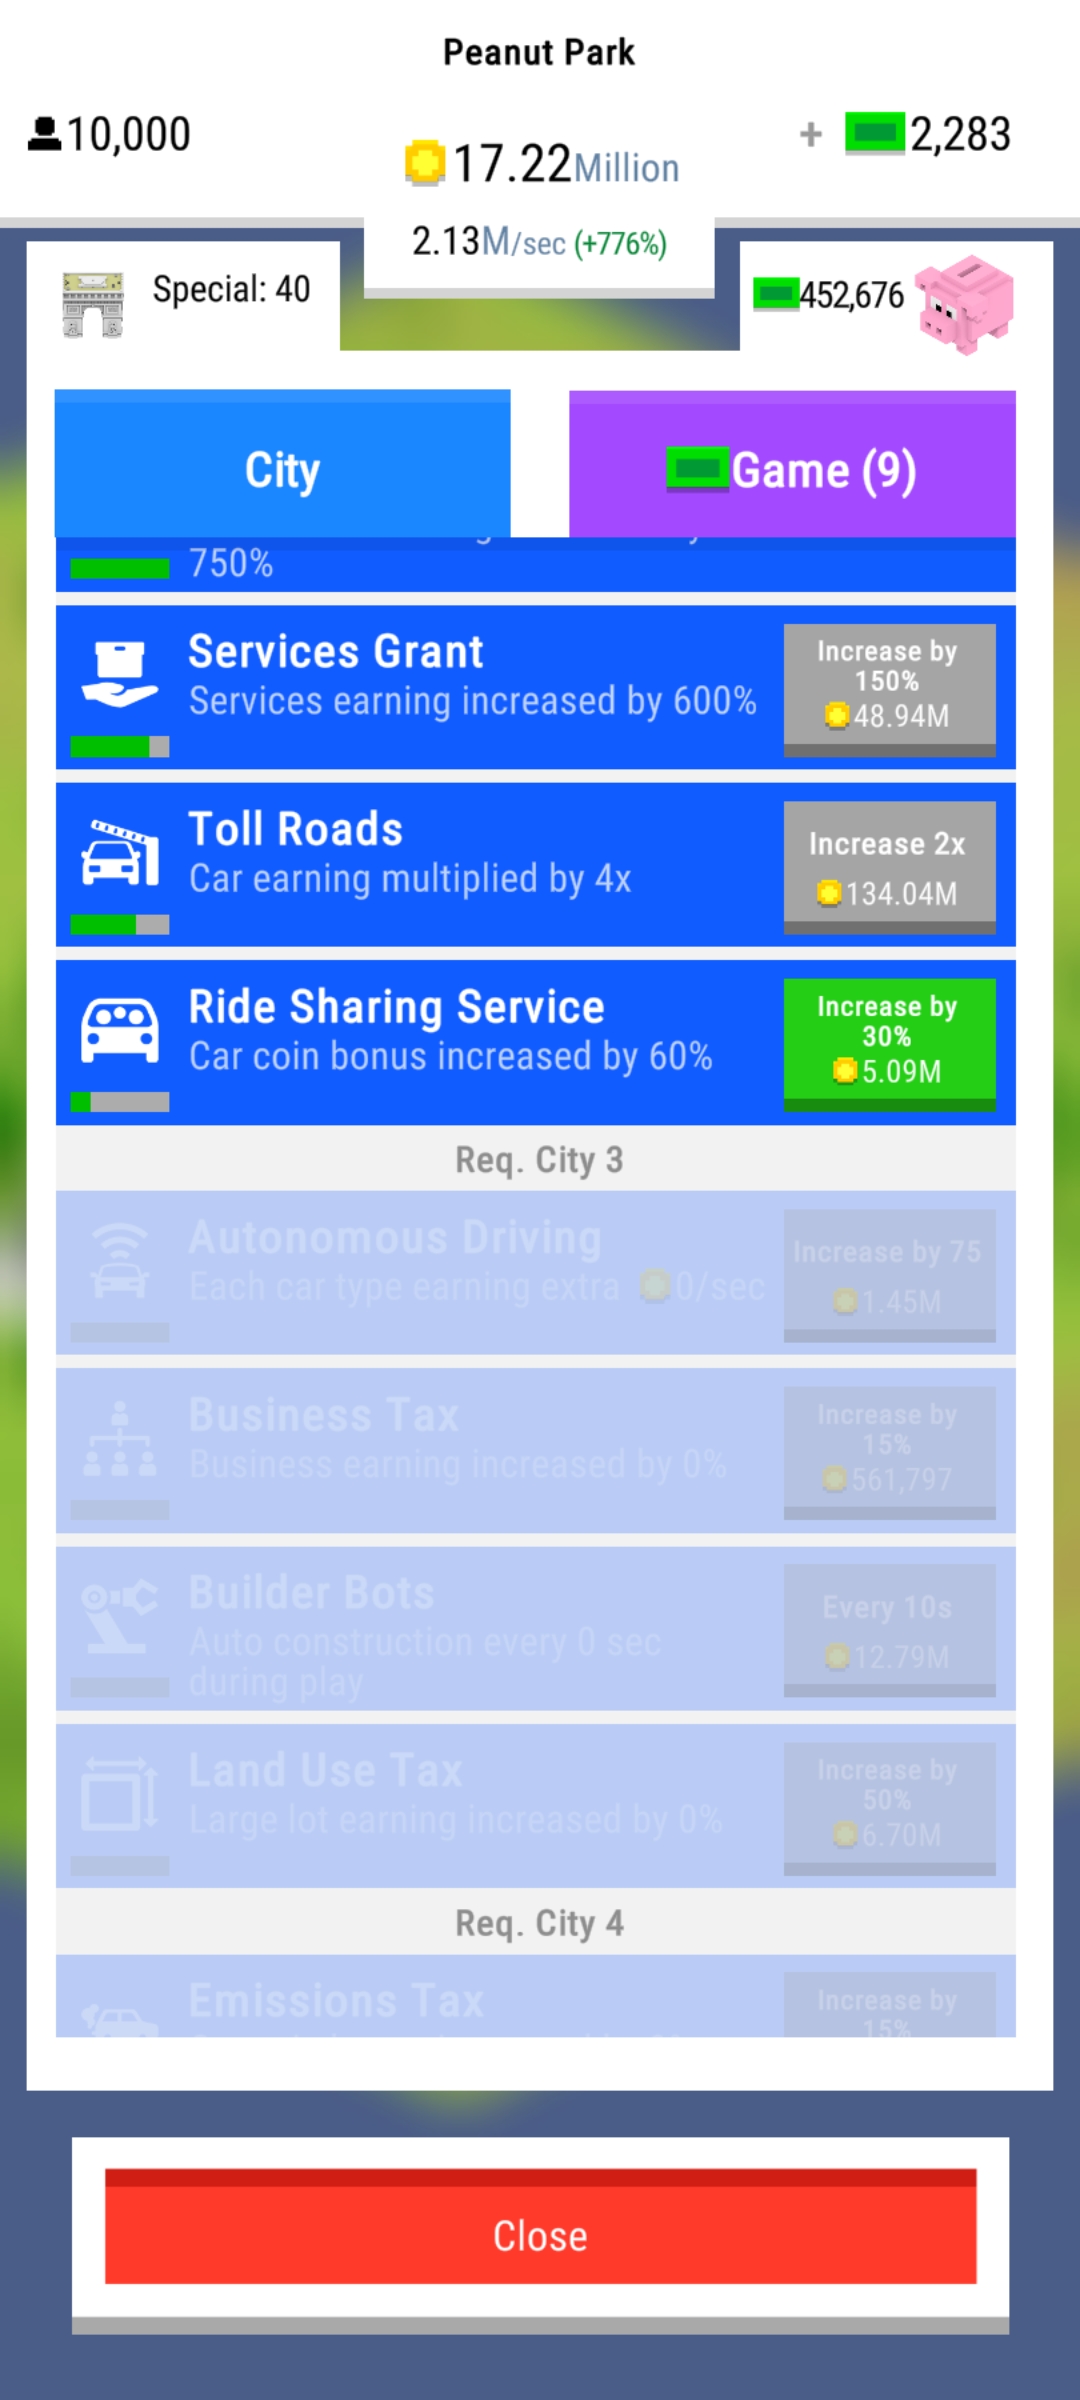 Peanut Park
10,000
17.22Million
+ 2,283
2.13M/sec (+776%)
Special: 40
452,676
City
Game (9)
750%
Services Grant
Services earning increased by 600%
Increase by
150%
48.94M
Toll Roads
Car earning multiplied by 4x
Increase 2x
134.04M
Ride Sharing Service
Car coin bonus increased by 60%
Increase by
30%
5.09M
Req. City 3
Autonomous Driving
Each car type earning extra 0/sec
Increase by 75
1.45M
Business Tax
Business earning increased by 0%
Increase by
15%
561,797
Builder Bots
Auto construction every 0 sec
during play
Every 10s
12.79M
Land Use Tax
Large lot earning increased by 0%
Increase by
50%
6.70M
Req. City 4
Emissions Tax
Increase by
15%
Close